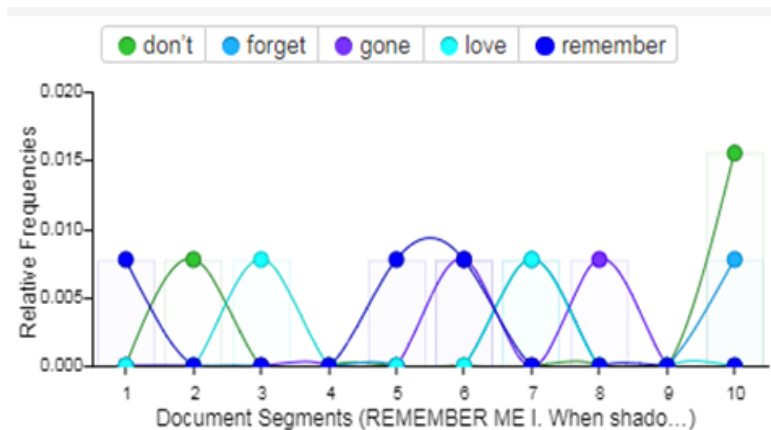 don't forget gone love remember
0.020
0.015
0.010
0.005
0.000
Relative Frequencies
1 2 3 4 5 6 7 8 9 10
Document Segments (REMEMBER ME I. When shado...)